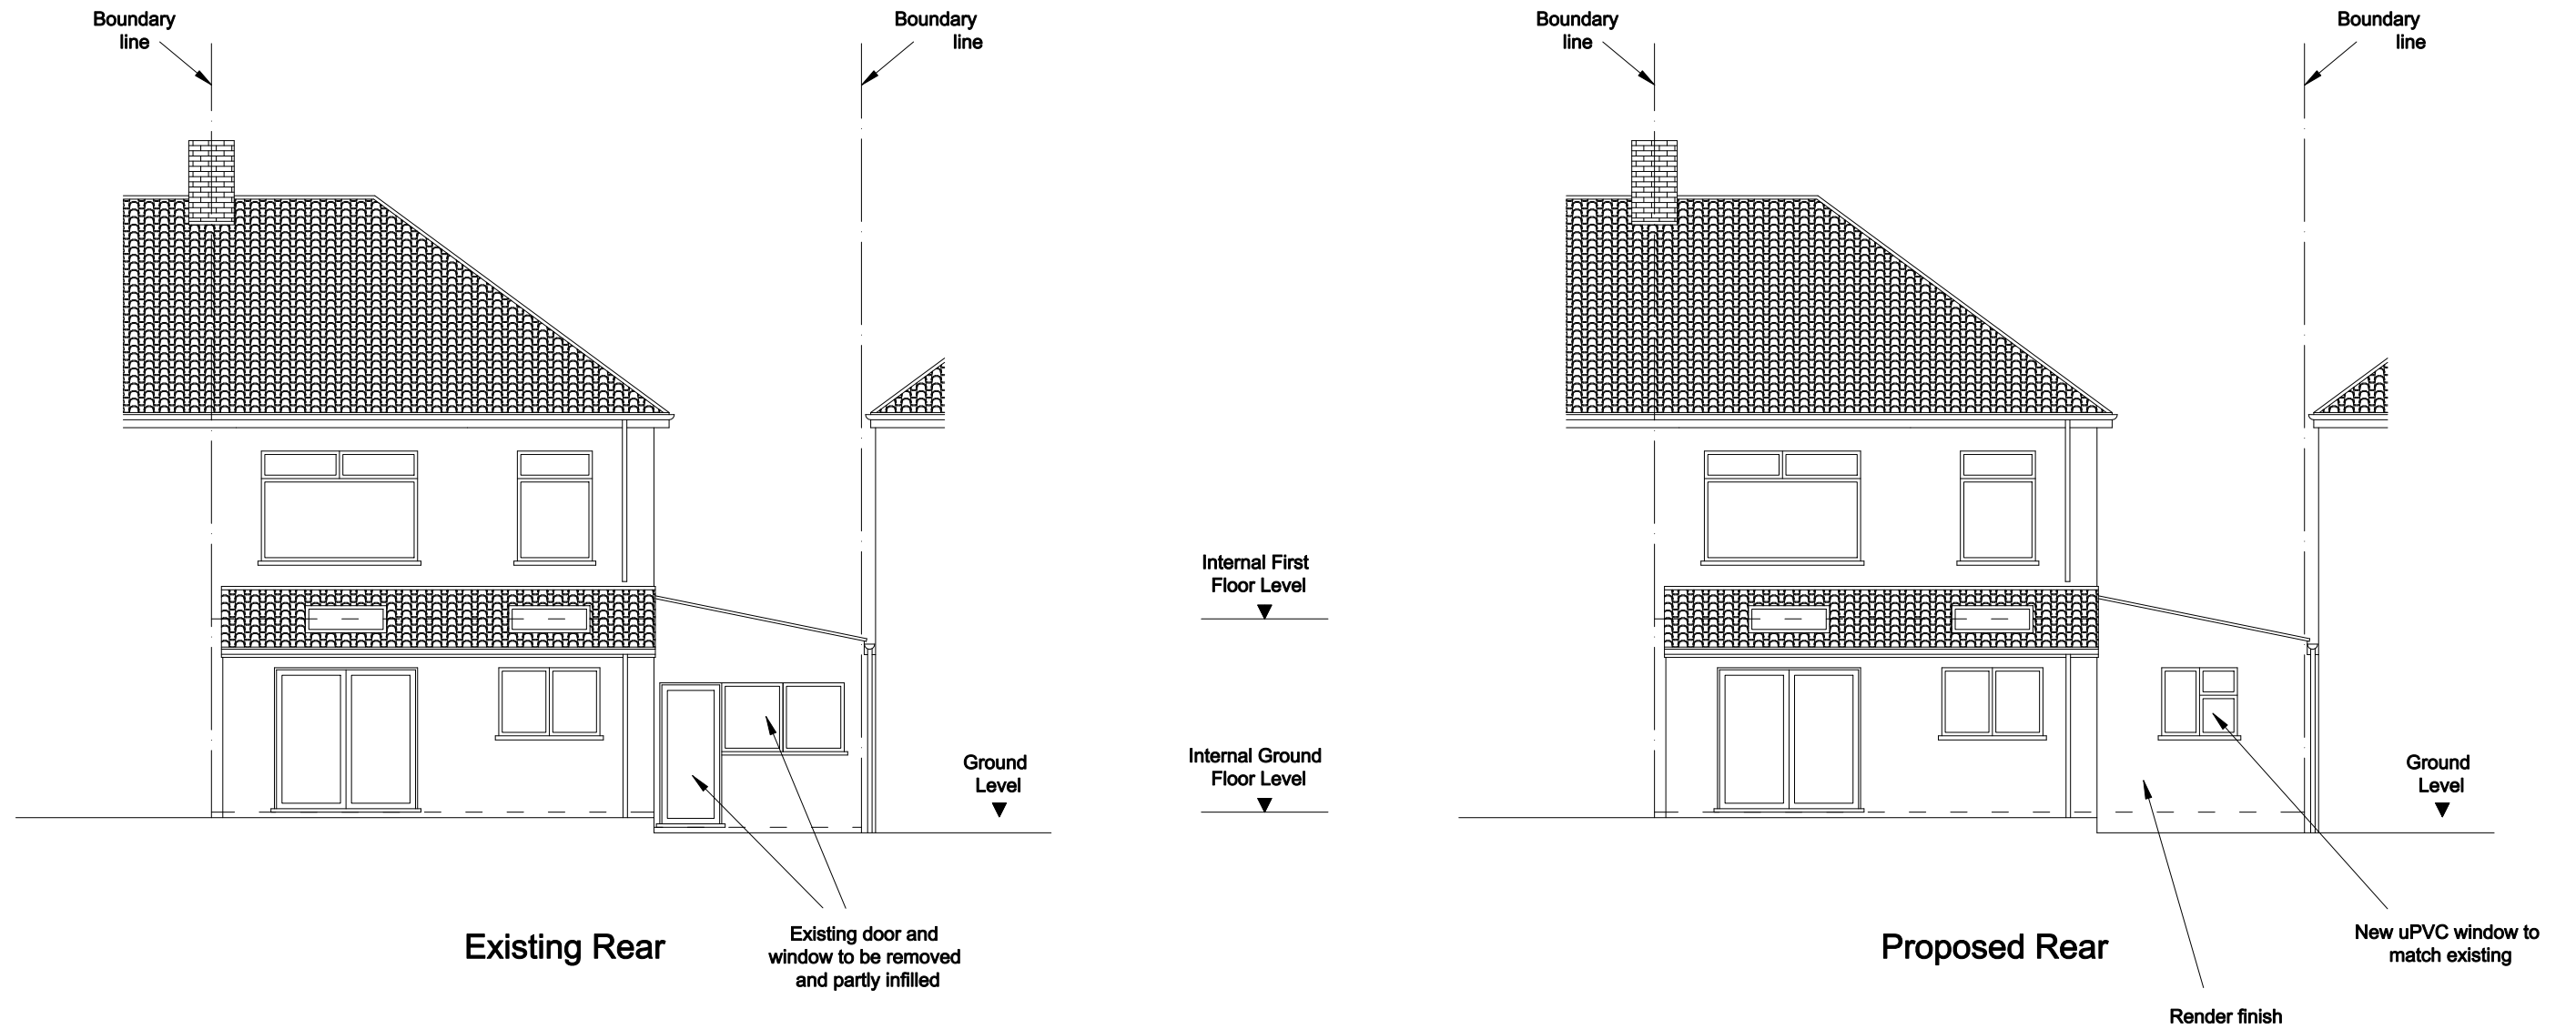 Boundary
line
Boundary
line
Boundary
line
Boundary
line
Internal First
Floor Level
Internal Ground
Floor Level
Ground
Level
Ground
Level
Existing Rear
Existing door and
window to be removed
and partly infilled
Proposed Rear
New uPVC window to
match existing
Render finish